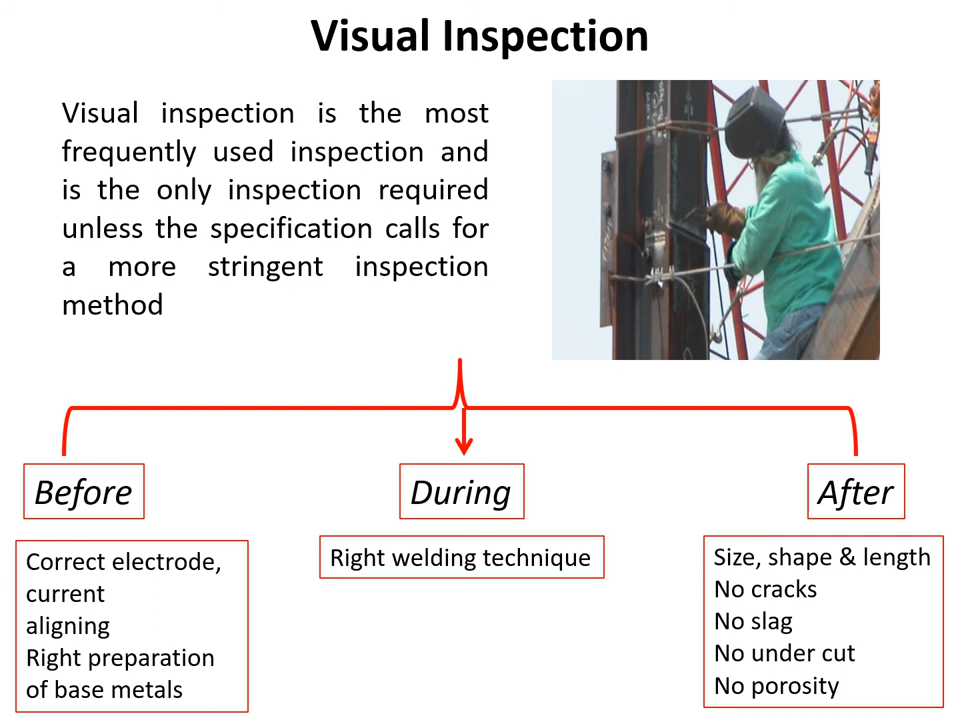 Visual Inspection
Visual inspection is the most
frequently used inspection and
is the only inspection required
unless the specification calls for
a more stringent inspection
method
Before
During
After
Correct electrode,
current
aligning
Right preparation
of base metals
Right welding technique
Size, shape & length
No cracks
No slag
No under cut
No porosity